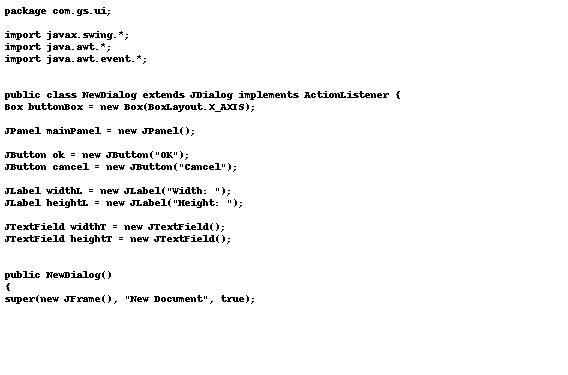 package com.gs.ui;
import javax.swing.*;
import java.awt.*;
import java.awt.event.*;
public class NewDialog extends JDialog implements ActionListener {
Box buttonBox = new Box(BoxLayout.X_AXIS);
JPanel mainPanel = new JPanel();
JButton ok = new JButton("OK");
JButton cancel = new JButton("Cancel");
JLabel widthL = new JLabel("Width: ");
JLabel heightL = new JLabel("Height: ");
JTextField widthT = new JTextField();
JTextField heightT = new JTextField();
public NewDialog()
{
super(new JFrame(), "New Document", true);